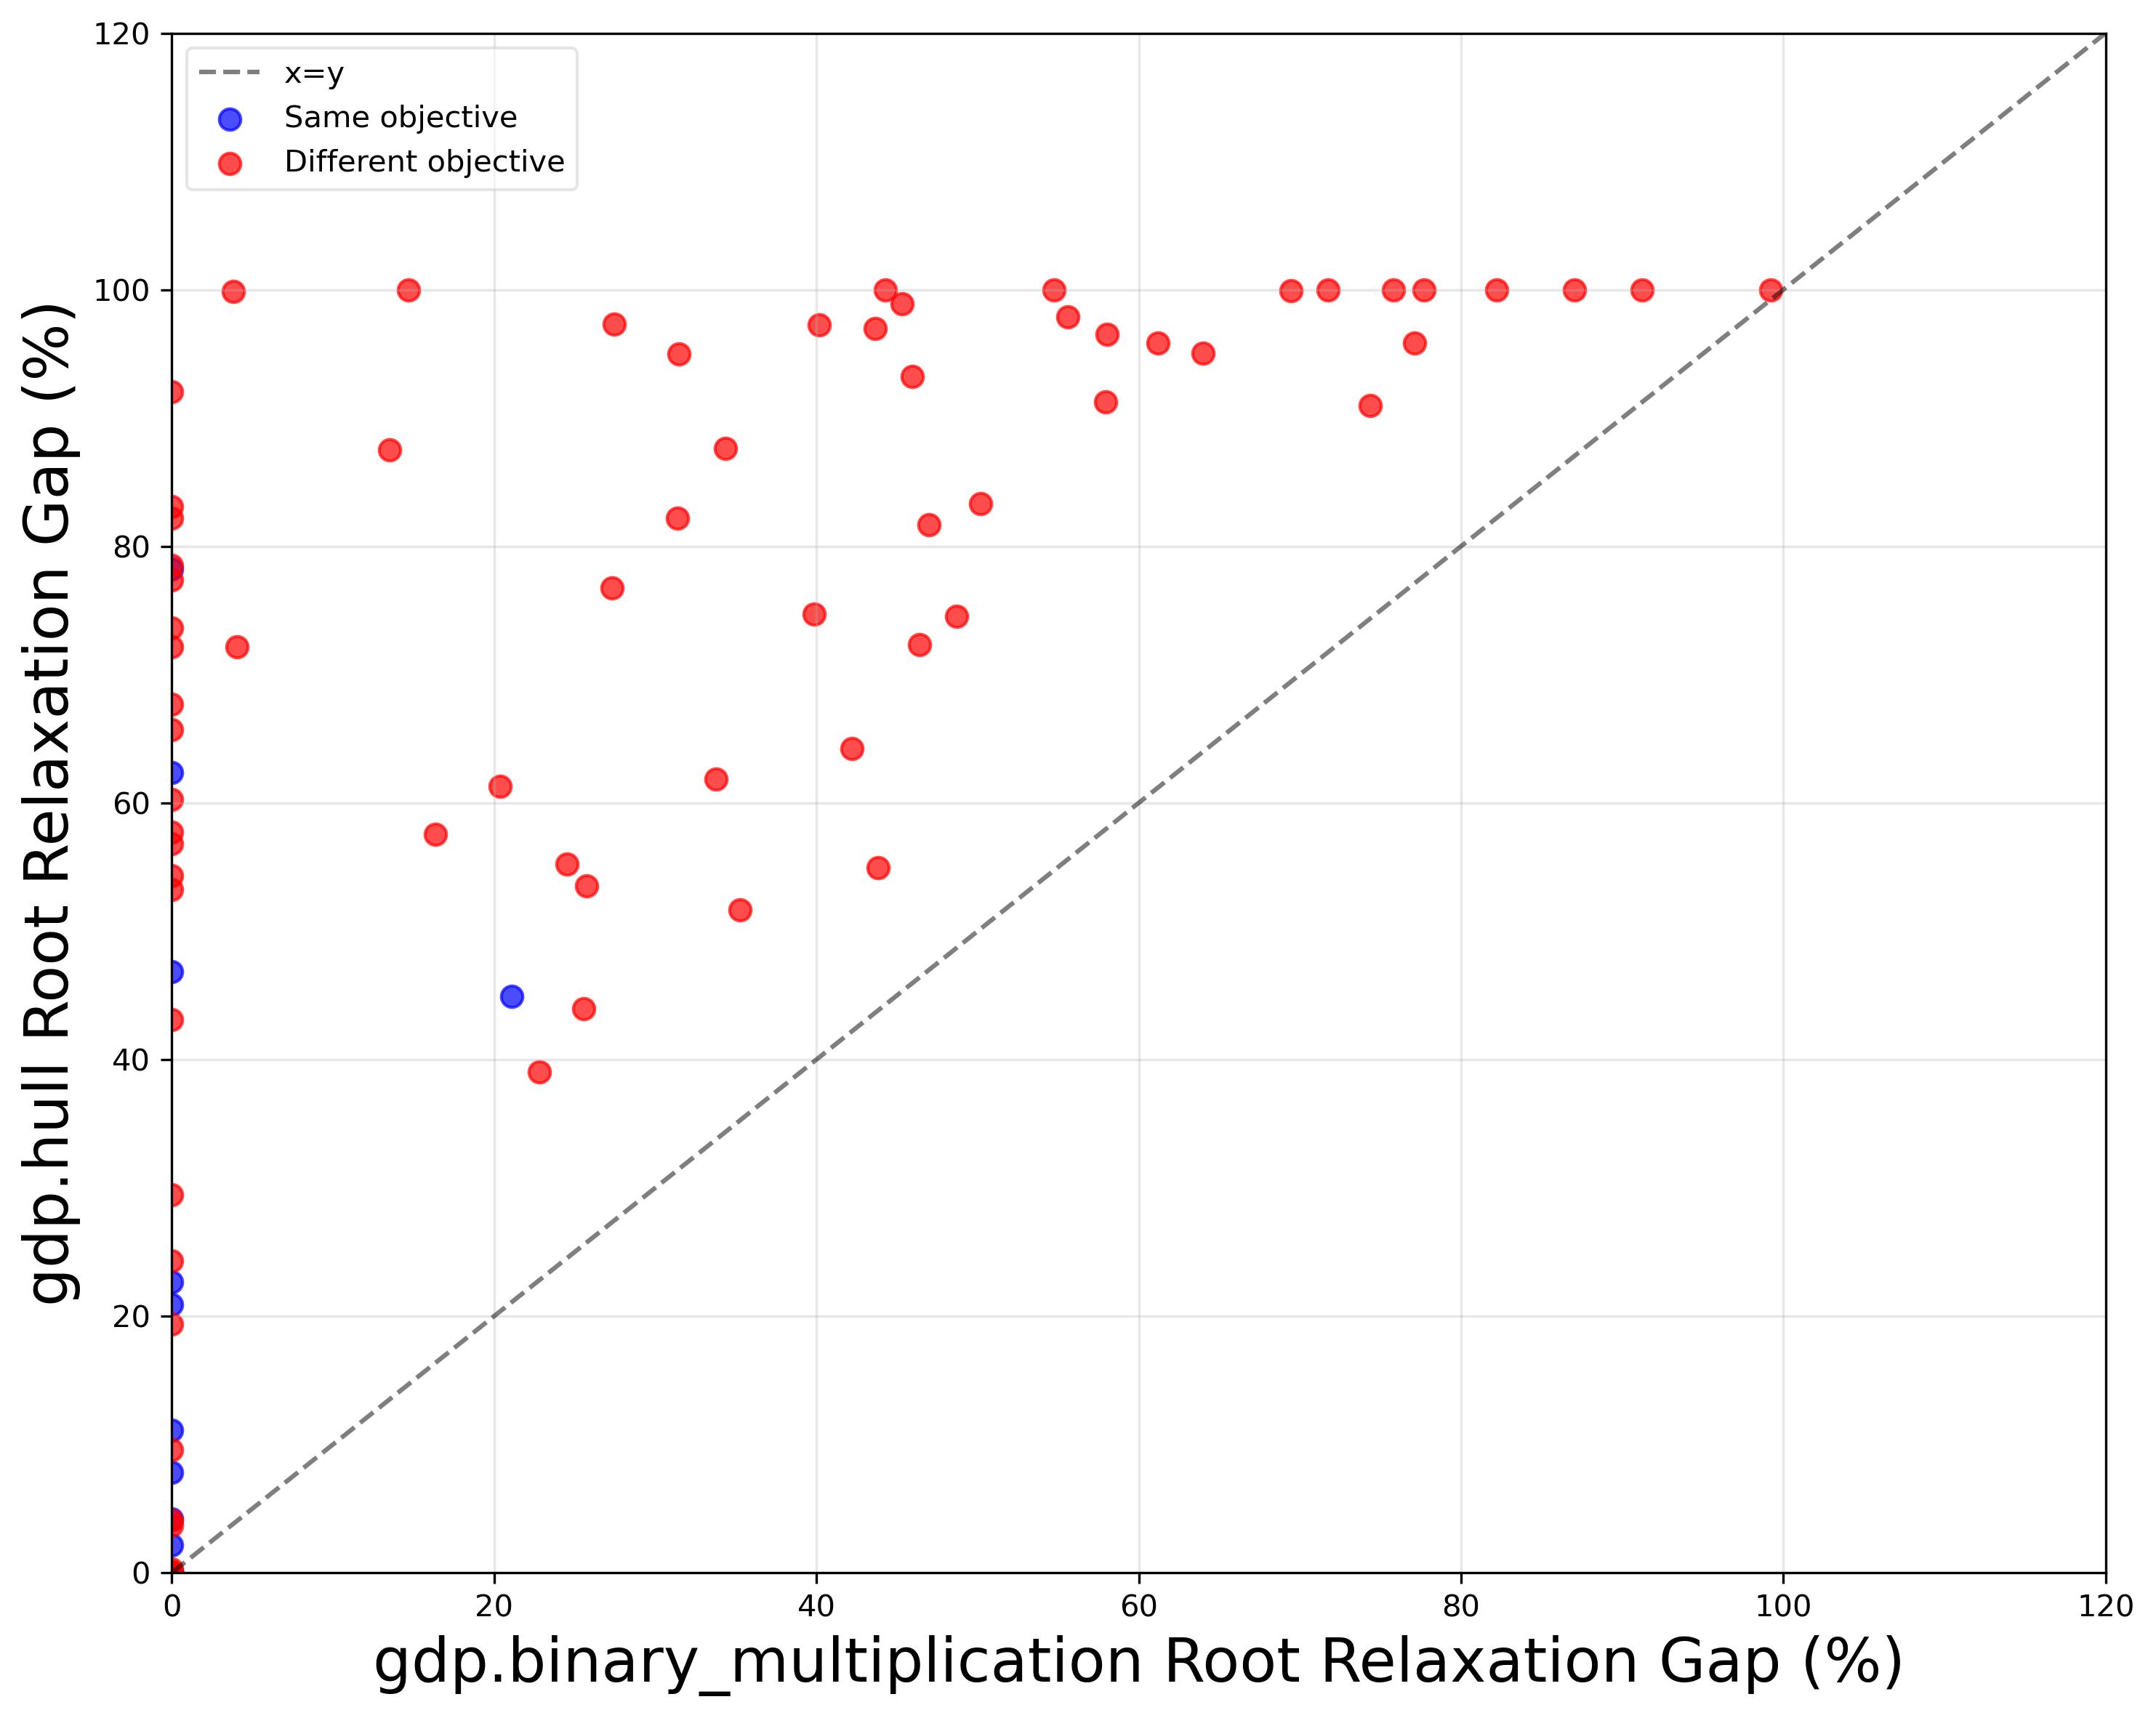 x=y
Same objective
Different objective
gdp.hull Root Relaxation Gap (%)
120
100
80
60
40
20
0
0 20 40 60 80 100 120
gdp.binary_multiplication Root Relaxation Gap (%)